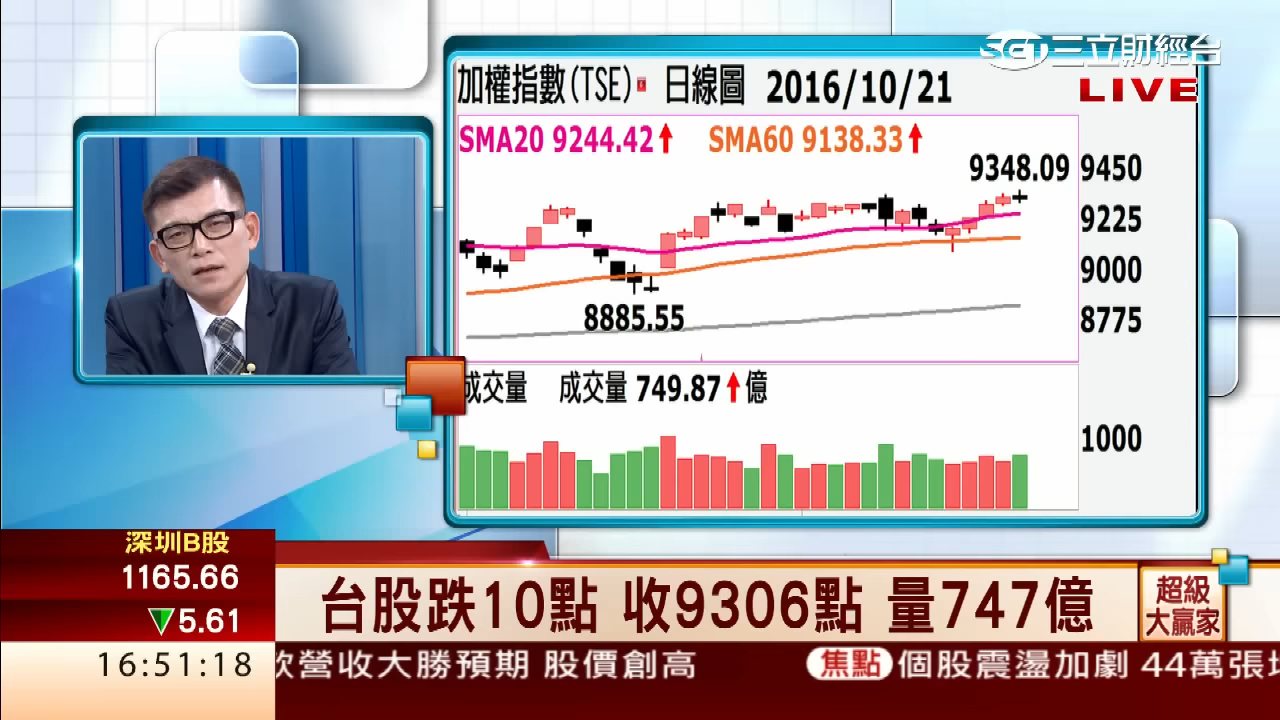 SET三立財經台
LIVE
加權指數(TSE) 日線圖 2016/10/21
SMA20 9244.42↑ SMA60 9138.33↑
9348.09
9450
9225
9000
8775
8885.55
成交量 成交量 749.87↑億
1000
深圳B股
1165.66
▼5.61
16:51:18
台股跌10點 收9306點 量747億
超級
大贏家
營收大勝預期 股價創高
焦點 個股震盪加劇 44萬張